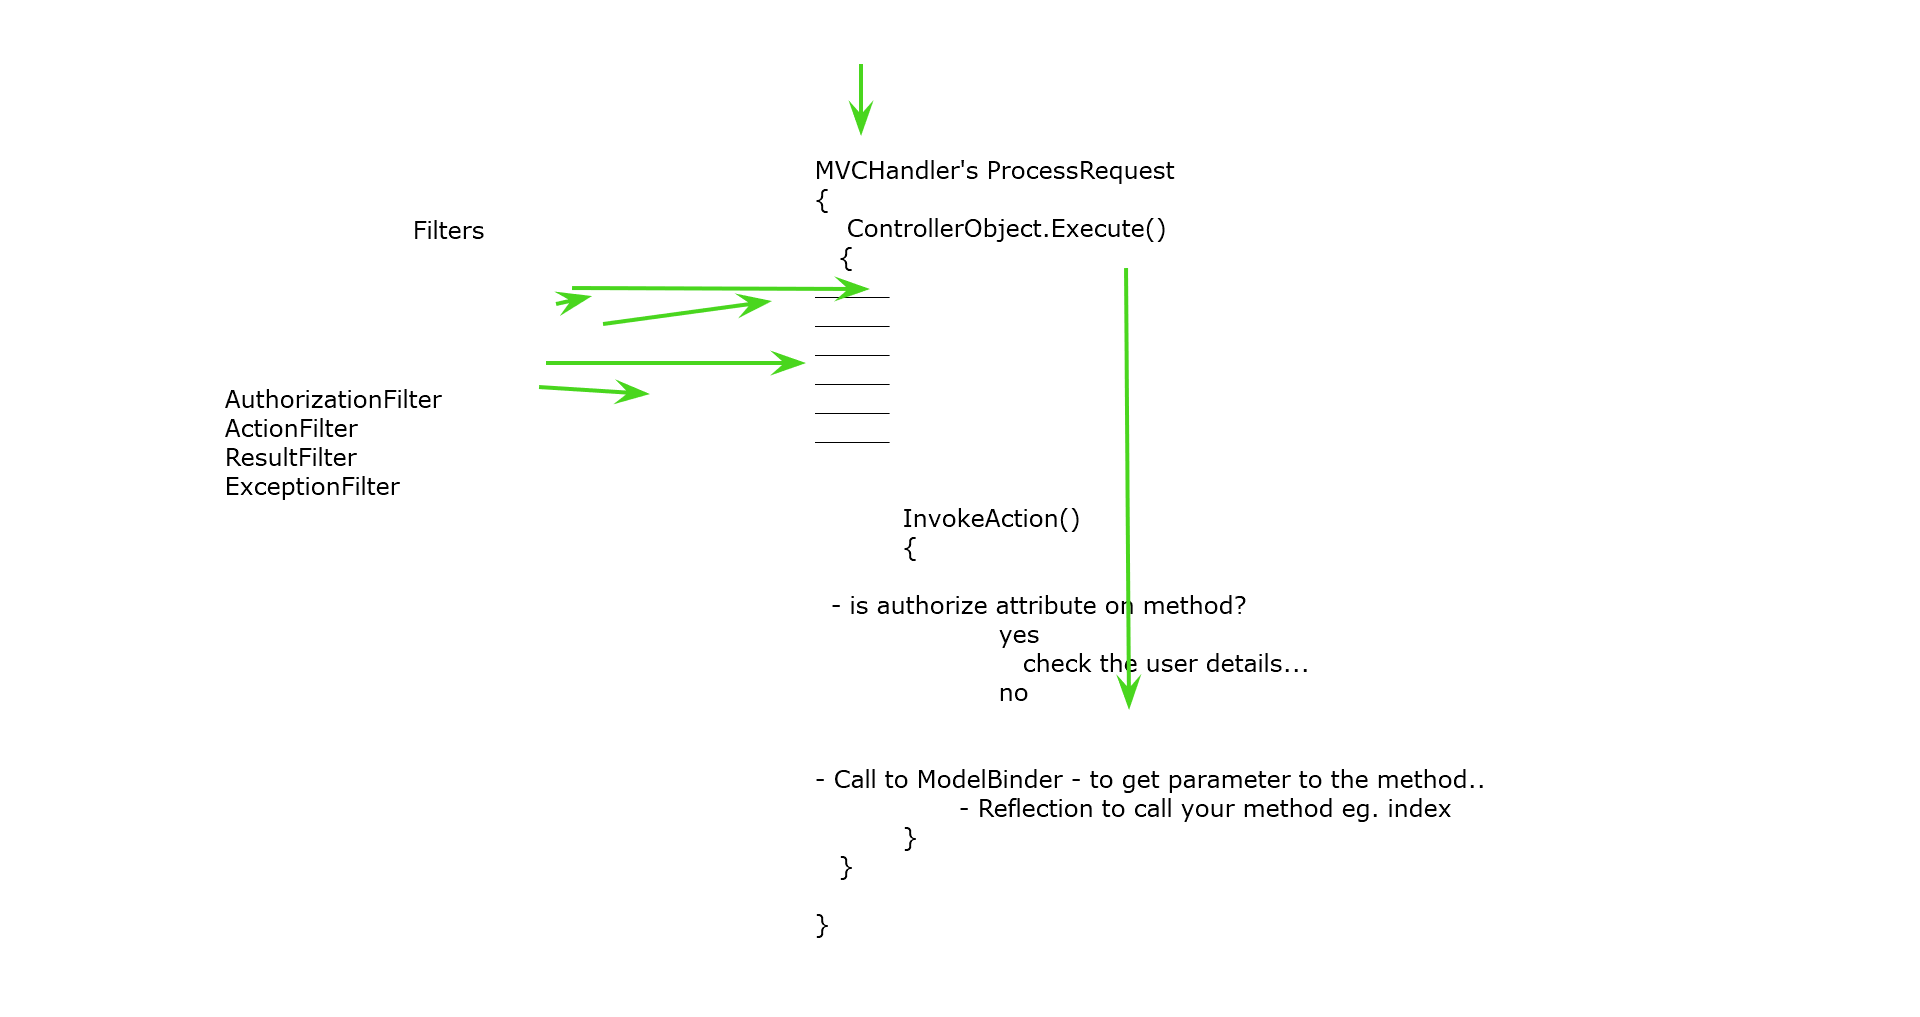 MVCHandler's ProcessRequest
{
ControllerObject.Execute()
{
Filters
AuthorizationFilter
ActionFilter
ResultFilter
ExceptionFilter
InvokeAction()
{
- is authorize attribute on method?
yes
check the user details...
no
- Call to ModelBinder - to get parameter to the method..
- Reflection to call your method eg. index
}
}
}